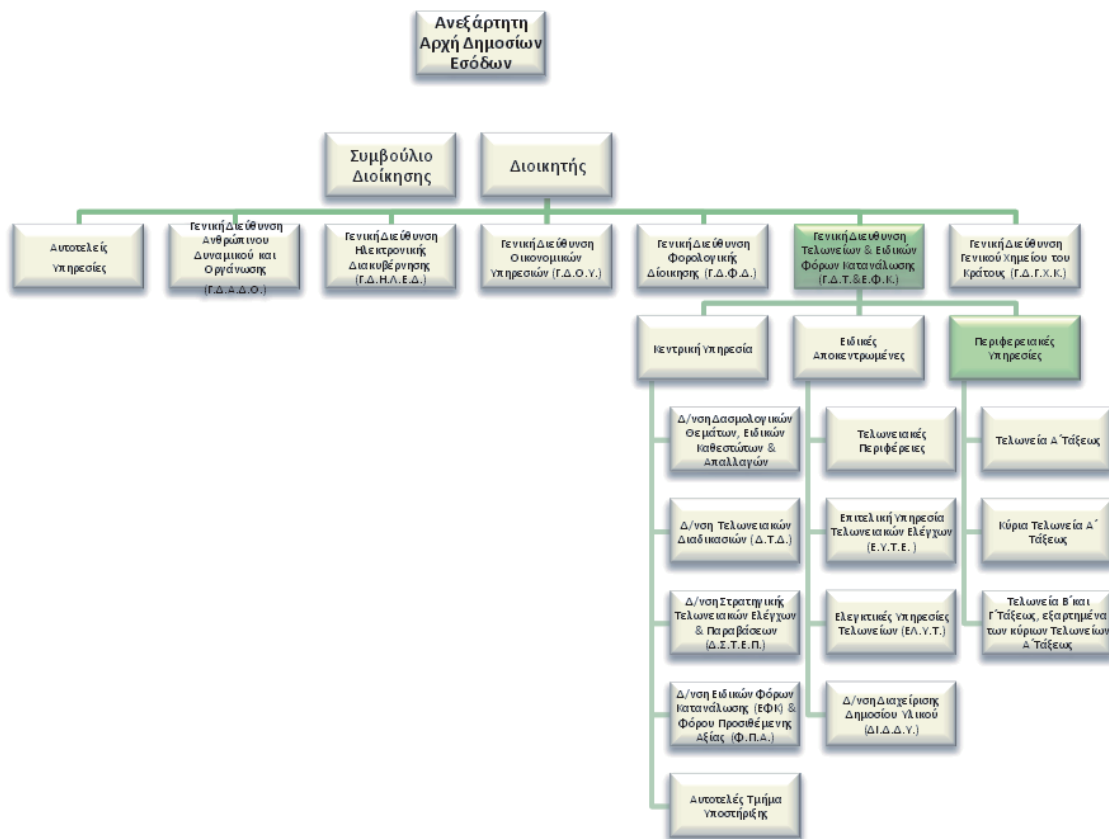 Ανεξάρτητη
Αρχή Δημοσίων
Εσόδων
Συμβούλιο
Διοίκησης
Διοικητής
Αυτοτελείς
Υπηρεσίες
Γενική Διεύθυνση
Ανθρώπινου
Δυναμικού και
Οργάνωσης
(Γ.Δ.Α.Δ.Ο.)
Γενική Διεύθυνση
Ηλεκτρονικής
Διακυβέρνησης
(Γ.Δ.Η.Λ.Ε.Δ.)
Γενική Διεύθυνση
Οικονομικών
Υπηρεσιών (Γ.Δ.Ο.Υ.)
Γενική Διεύθυνση
Φορολογικής
Δίοικησης (Γ.Δ.Φ.Δ.)
Γενική Διευθυνση
Τελωνείων & Ειδικών
Φόρων Κατανάλωσης
(Γ.Δ.Τ.&Ε.Φ.Κ.)
Γενική Διεύθυνση
Γενικού Χημείου του
Κράτους (Γ.Δ.Γ.Χ.Κ.)
Κεντρική Υπηρεσία
Ειδικές
Αποκεντρωμένες
Περιφερειακές
Υπηρεσίες
Δ/νση Δασμολογικών
Θεμάτων, Ειδικών
Καθεστώτων &
Απαλλαγών
Δ/νση Τελωνειακών
Διαδικασιών (Δ.Τ.Δ.)
Δ/νση Στρατηγικής
Τελωνειακών Ελέγχων
& Παραβάσεων
(Δ.Σ.Τ.Ε.Π.)
Δ/νση Ειδικών Φόρων
Κατανάλωσης (ΕΦΚ) &
Φόρου Προσιθέμενης
Αξίας (Φ.Π.Α.)
Αυτοτελές Τμήμα
Υποστήριξης
Τελωνειακές
Περιφέρειες
Επιτελική Υπηρεσία
Τελωνειακών Ελέγχων
(Ε.Υ.Τ.Ε. )
Ελεγκτικές Υπηρεσίες
Τελωνείων (ΕΛ.Υ.Τ.)
Δ/νση Διαχείρισης
Δημοσίου Υλικού
(ΔΙ.Δ.Δ.Υ.)
Τελωνεία Α΄Τάξεως
Κύρια Τελωνεία Α΄
Τάξεως
Τελωνεία Β΄και
Γ΄Τάξεως, εξαρτημένα
των κύριων Τελωνείων
Α΄Τάξεως